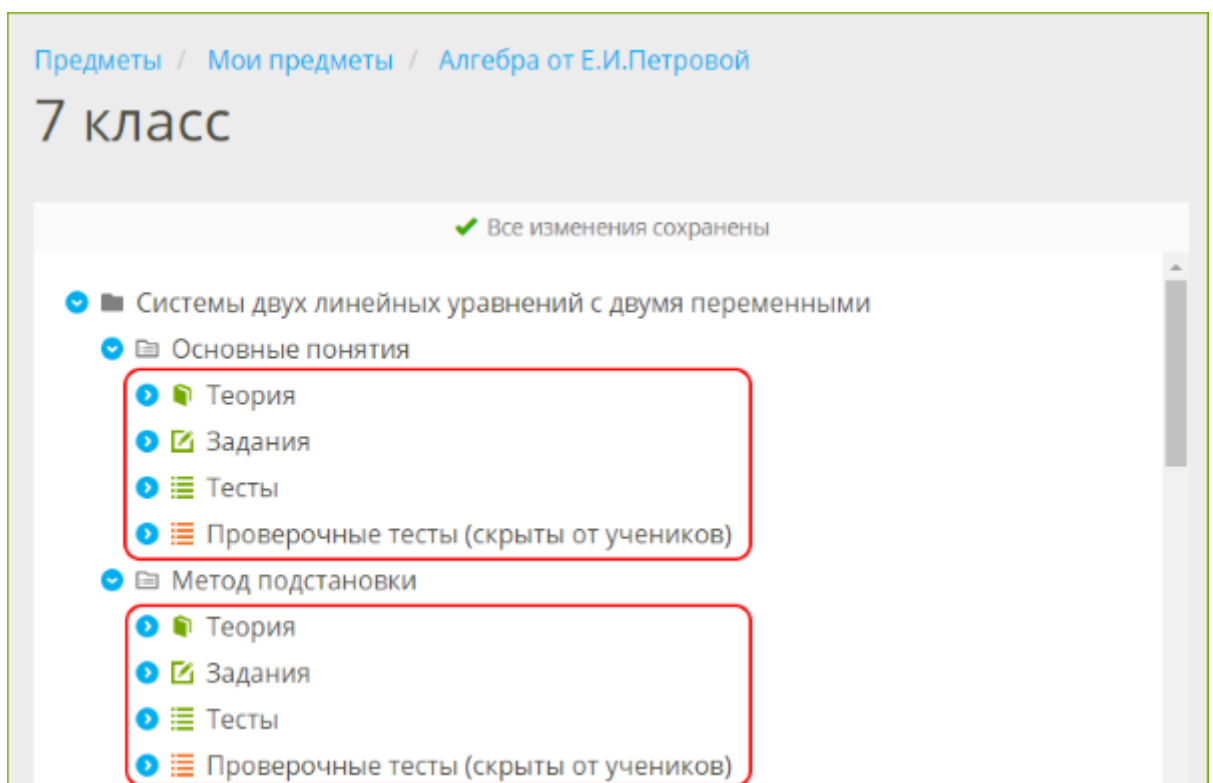 Предметы / Мои предметы / Алгебра от Е.И.Петровой
7 класс
Все изменения сохранены
Системы двух линейных уравнений с двумя переменными
Основные понятия
Теория
Задания
Тесты
Проверочные тесты (скрыты от учеников)
Метод подстановки
Теория
Задания
Тесты
Проверочные тесты (скрыты от учеников)